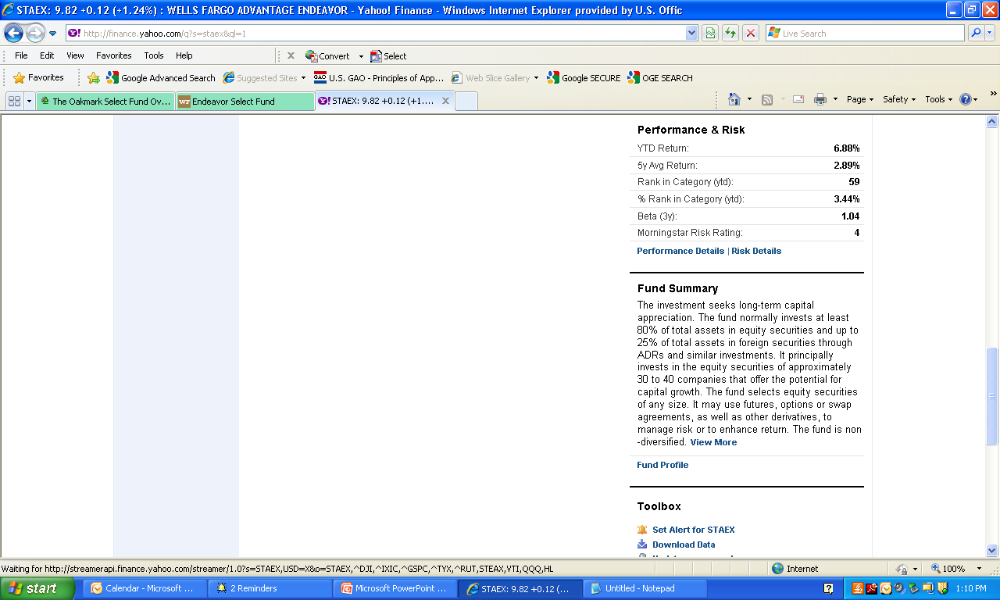 STAEX: 9.82 +0.12 (+1.24%) : WELLS FARGO ADVANTAGE ENDEAVOR - Yahoo! Finance - Windows Internet Explorer provided by U.S. Offic
http://finance.yahoo.com/q?s=staex&ql=1
Live Search
File Edit View Favorites Tools Help
Convert Select
Favorites Google Advanced Search Suggested Sites U.S. GAO - Principles of App... Web Slice Gallery Google SECURE OGE SEARCH
The Oakmark Select Fund Ov... Endeavor Select Fund STAEX: 9.82 +0.12 (+1.... Page Safety Tools
Performance & Risk
YTD Return: 6.88%
5y Avg Return: 2.89%
Rank in Category (ytd): 59
% Rank in Category (ytd): 3.44%
Beta (3y): 1.04
Morningstar Risk Rating: 4
Performance Details | Risk Details
Fund Summary
The investment seeks long-term capital
appreciation. The fund normally invests at least
80% of total assets in equity securities and up to
25% of total assets in foreign securities through
ADRs and similar investments. It principally
invests in the equity securities of approximately
30 to 40 companies that offer the potential for
capital growth. The fund selects equity securities
of any size. It may use futures, options or swap
agreements, as well as other derivatives, to
manage risk or to enhance return. The fund is non
-diversified. View More
Fund Profile
Toolbox
Set Alert for STAEX
Download Data
Waiting for http://streamerapi.finance.yahoo.com/streamer/1.0?s=STAEX,USD=X&o=STAEX,^DJI,^IXIC,^GSPC,^TYX,^RUT,STEAX,VTI,QQQ,HL Internet 100%
start Calendar - Microsoft ... 2 Reminders Microsoft PowerPoint ... STAEX: 9.82 +0.12 (... Untitled - Notepad 1:10 PM